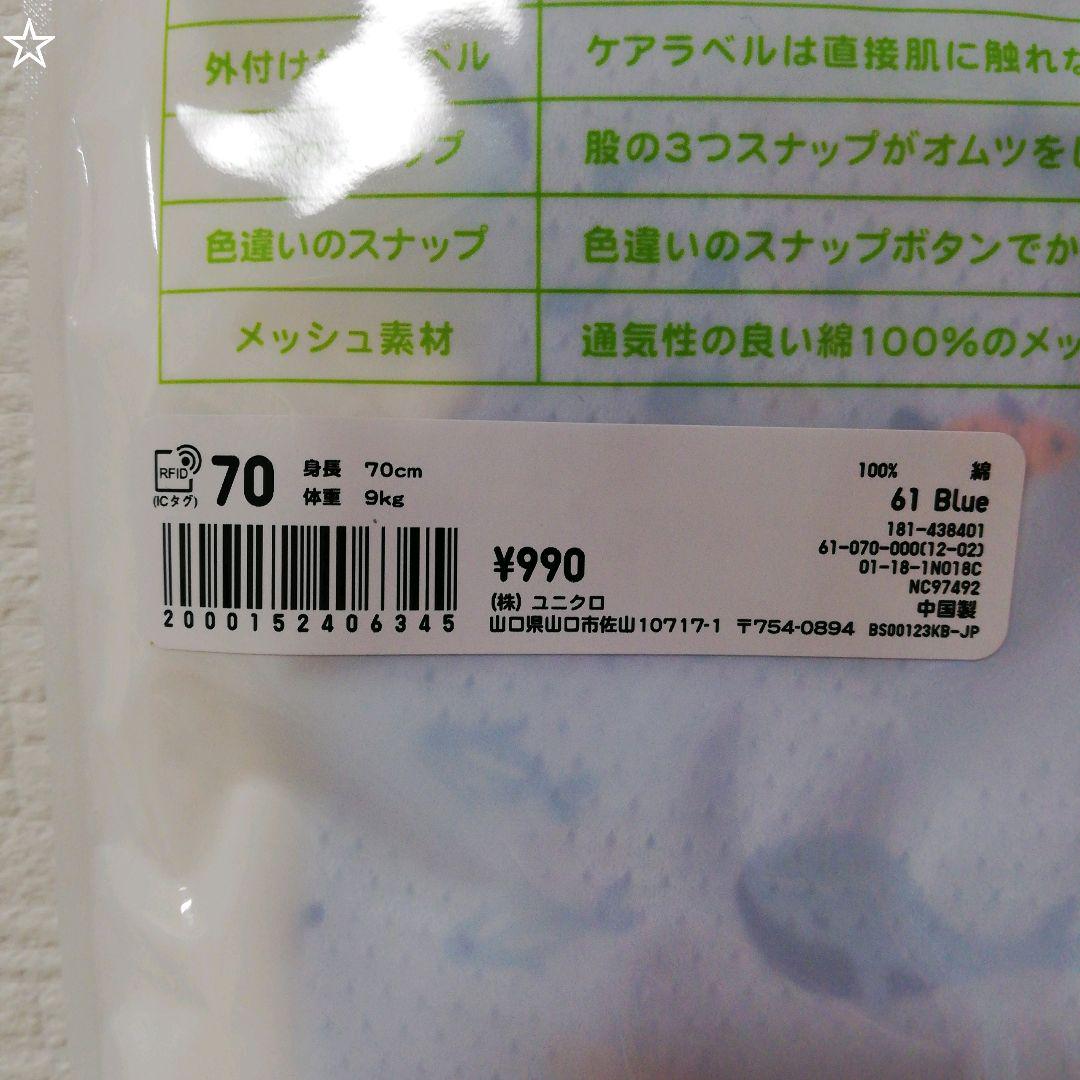 外付け ベル ケアラベルは直接肌に触れな
ップ 股の3つスナップがオムツを
色違いのスナップ 色違いのスナップボタンでか
メッシュ素材 通気性の良い綿100%のメッ
RFID
(ICタグ)
70
身長 70cm
体重 9kg
2000152406345
¥990
(株) ユニクロ
山口県山口市佐山10717-1 〒754-0894
100% 綿
61 Blue
181-438401
61-070-000(12-02)
01-18-1N018C
NC97492
中国製
BS00123KB-JP